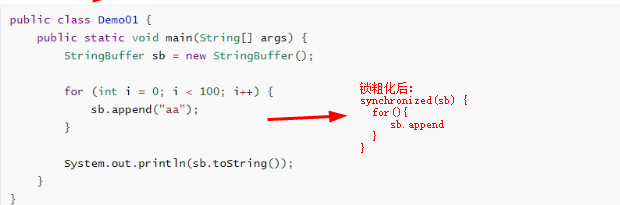 public class Demo01 {
public static void main(String[] args) {
StringBuffer sb = new StringBuffer();
for (int i = 0; i < 100; i++) {
sb.append("aa");
}
System.out.println(sb.toString());
}
}
锁粗化后:
synchronized(sb) {
for(){
sb.append
}
}